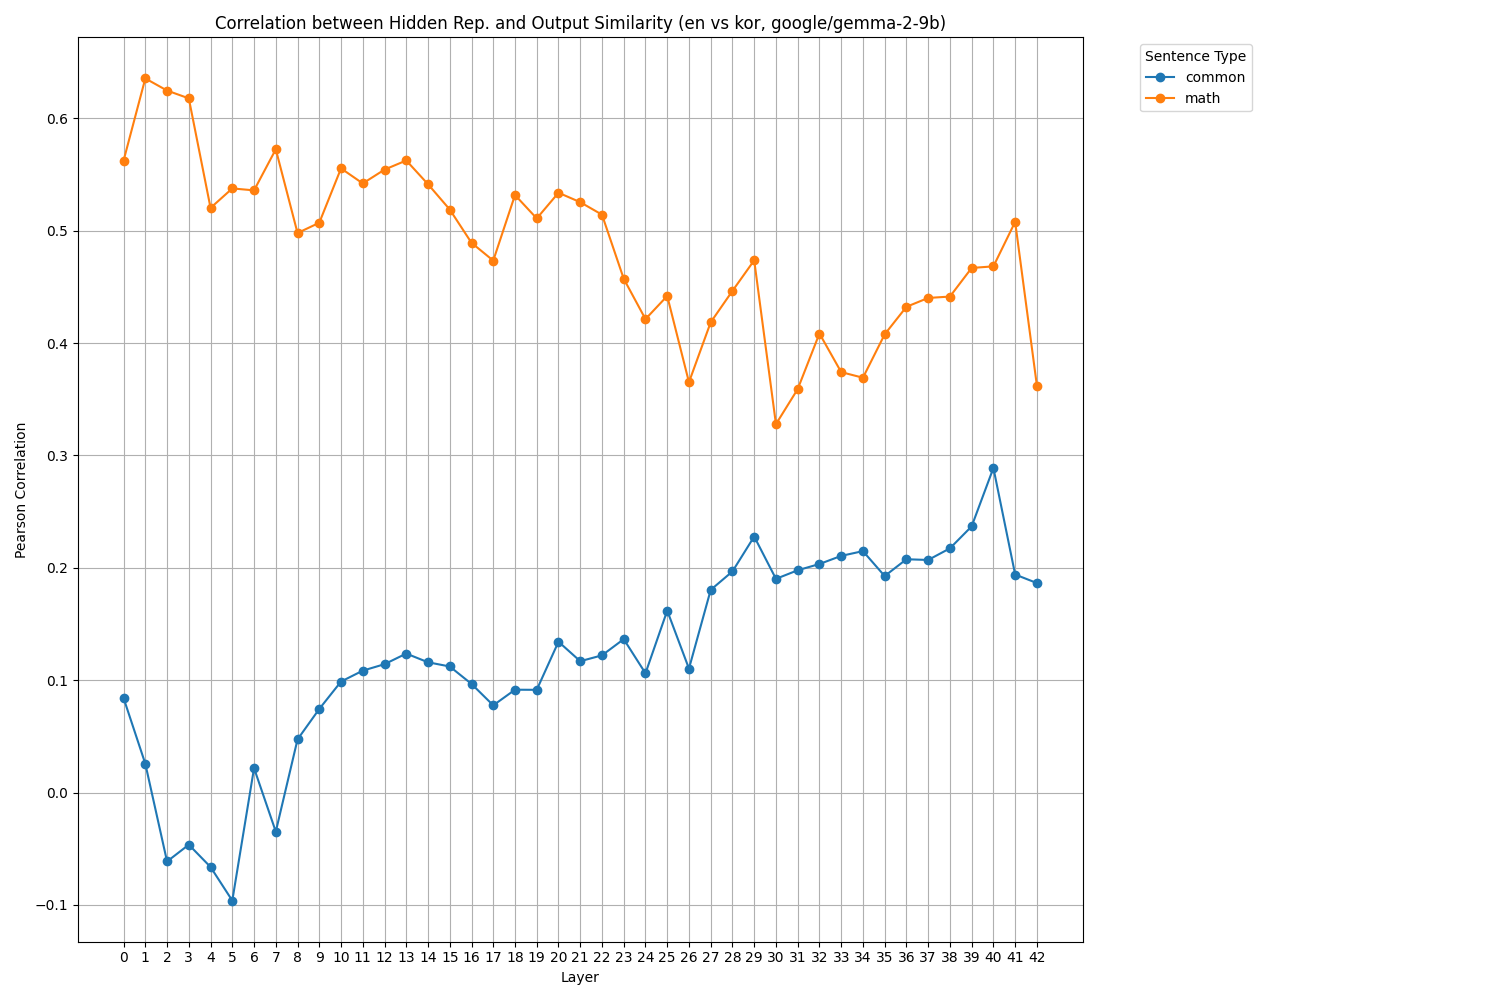 Correlation between Hidden Rep. and Output Similarity (en vs kor, google/gemma-2-9b)
Sentence Type
common
math
Pearson Correlation
0.6
0.5
0.4
0.3
0.2
0.1
0.0
−0.1
0 1 2 3 4 5 6 7 8 9 10 11 12 13 14 15 16 17 18 19 20 21 22 23 24 25 26 27 28 29 30 31 32 33 34 35 36 37 38 39 40 41 42
Layer